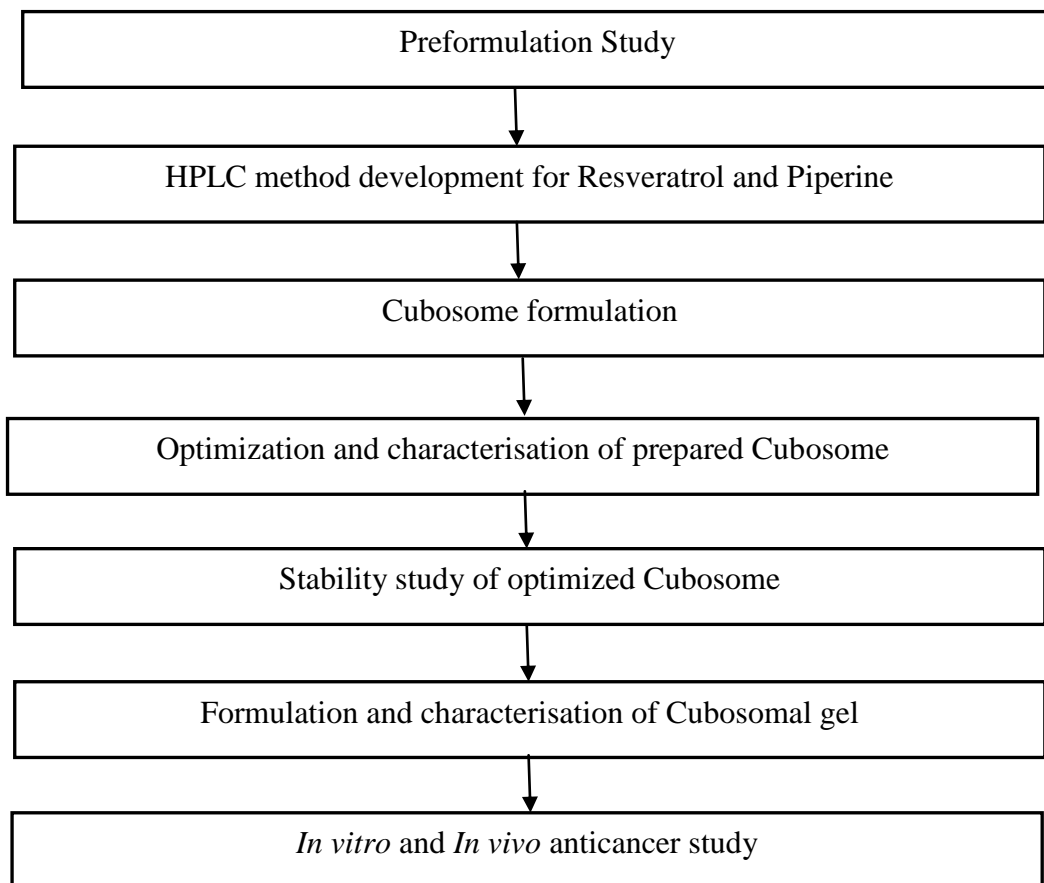 Preformulation Study
HPLC method development for Resveratrol and Piperine
Cubosome formulation
Optimization and characterisation of prepared Cubosome
Stability study of optimized Cubosome
Formulation and characterisation of Cubosomal gel
In vitro and In vivo anticancer study